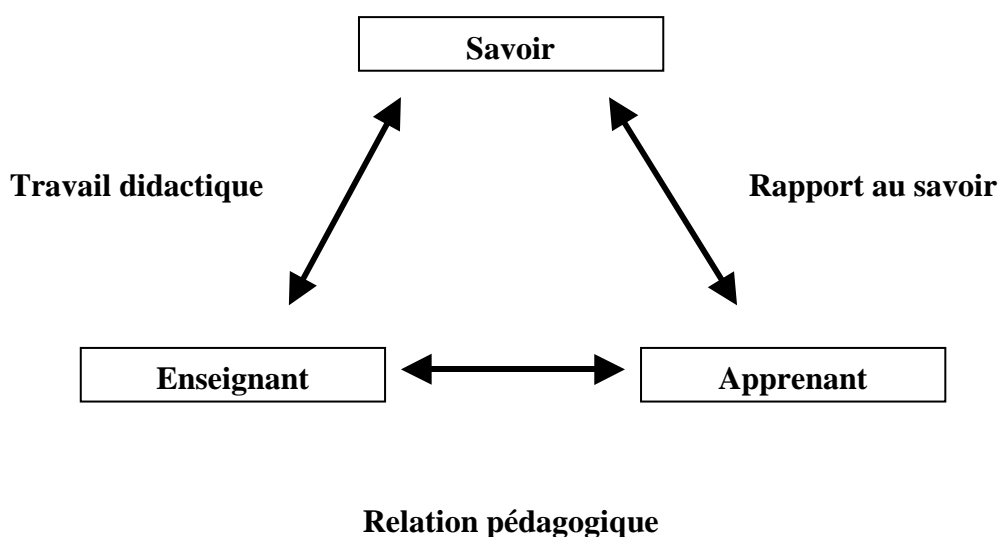 Savoir
Travail didactique
Rapport au savoir
Enseignant
Apprenant
Relation pédagogique